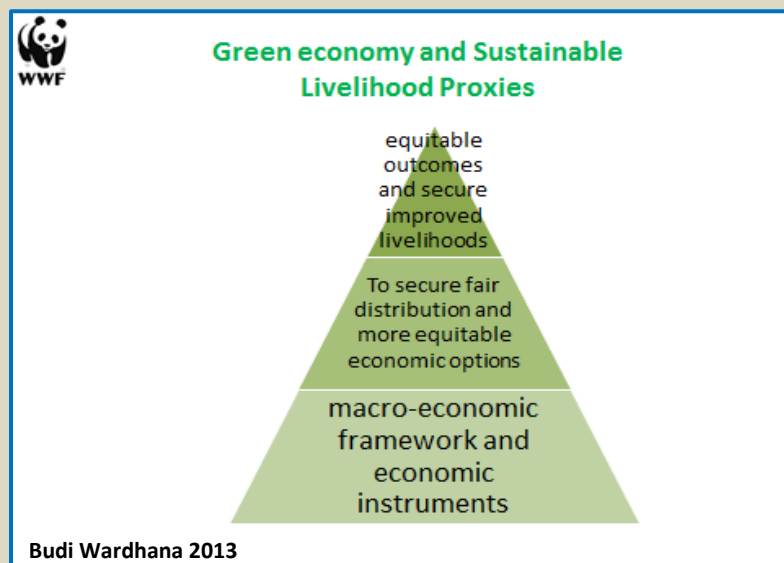 WWF
Green economy and Sustainable
Livelihood Proxies
equitable
outcomes
and secure
improved
livelihoods
To secure fair
distribution and
more equitable
economic options
macro-economic
framework and
economic
instruments
Budi Wardhana 2013